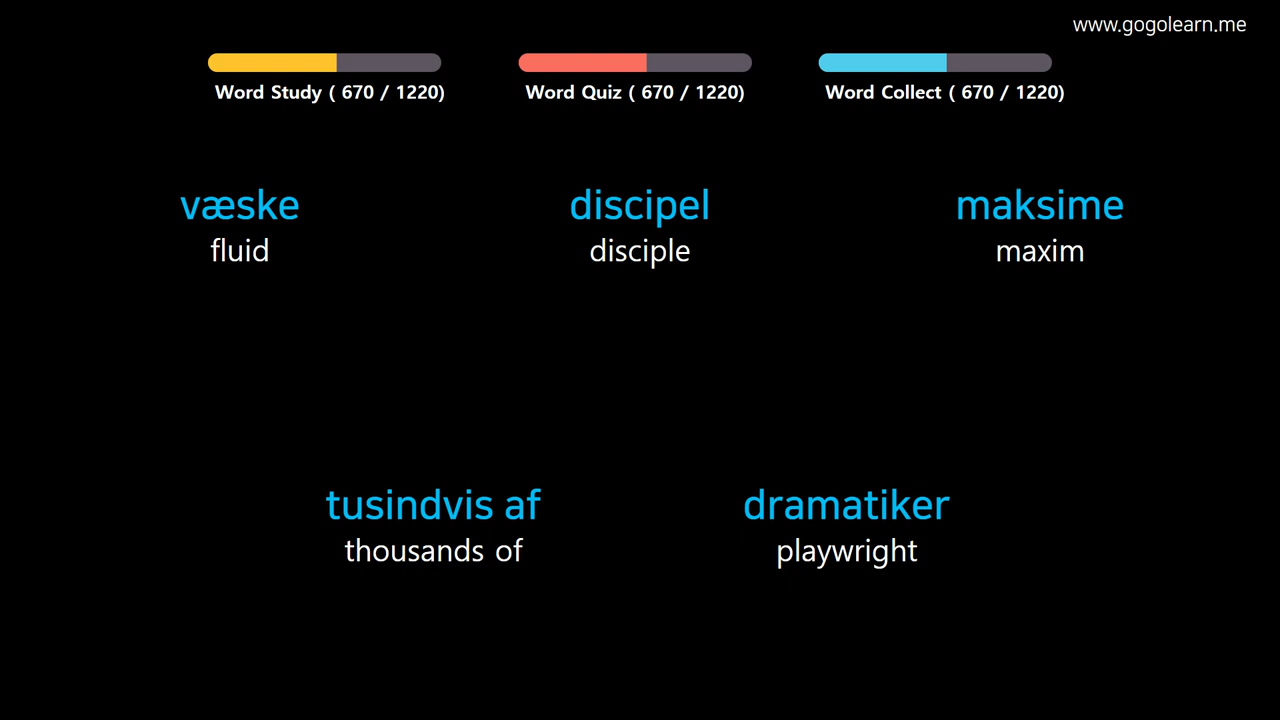 www.gogolearn.me
Word Study ( 670 / 1220)
Word Quiz ( 670 / 1220)
Word Collect ( 670 / 1220)
væske
discipel
maksime
fluid
disciple
maxim
tusindvis af
dramatiker
thousands of
playwright